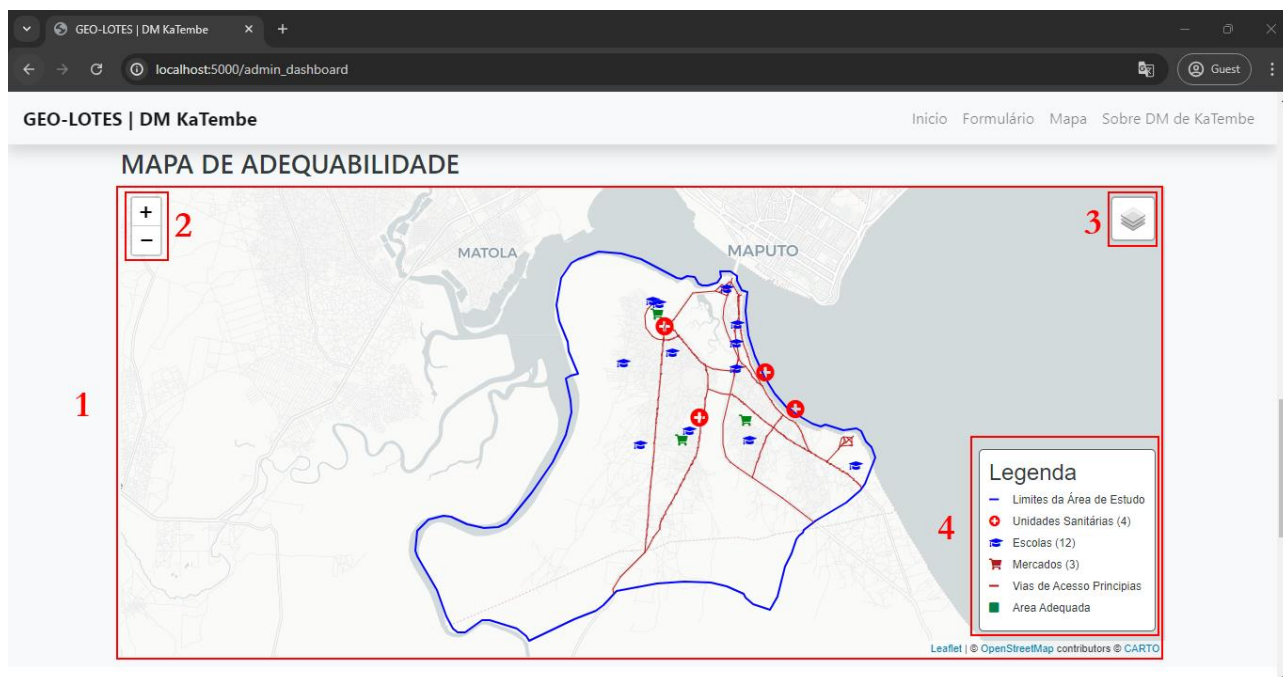 GEO-LOTES | DM KaTembe
localhost:5000/admin_dashboard
Guest
GEO-LOTES | DM KaTembe
Inicio Formulário Mapa Sobre DM de KaTembe
MAPA DE ADEQUABILIDADE
+
−
2
3
MATOLA
MAPUTO
1
4
Legenda
Limites da Área de Estudo
Unidades Sanitárias (4)
Escolas (12)
Mercados (3)
Vias de Acesso Principias
Area Adequada
Leaflet | © OpenStreetMap contributors © CARTO